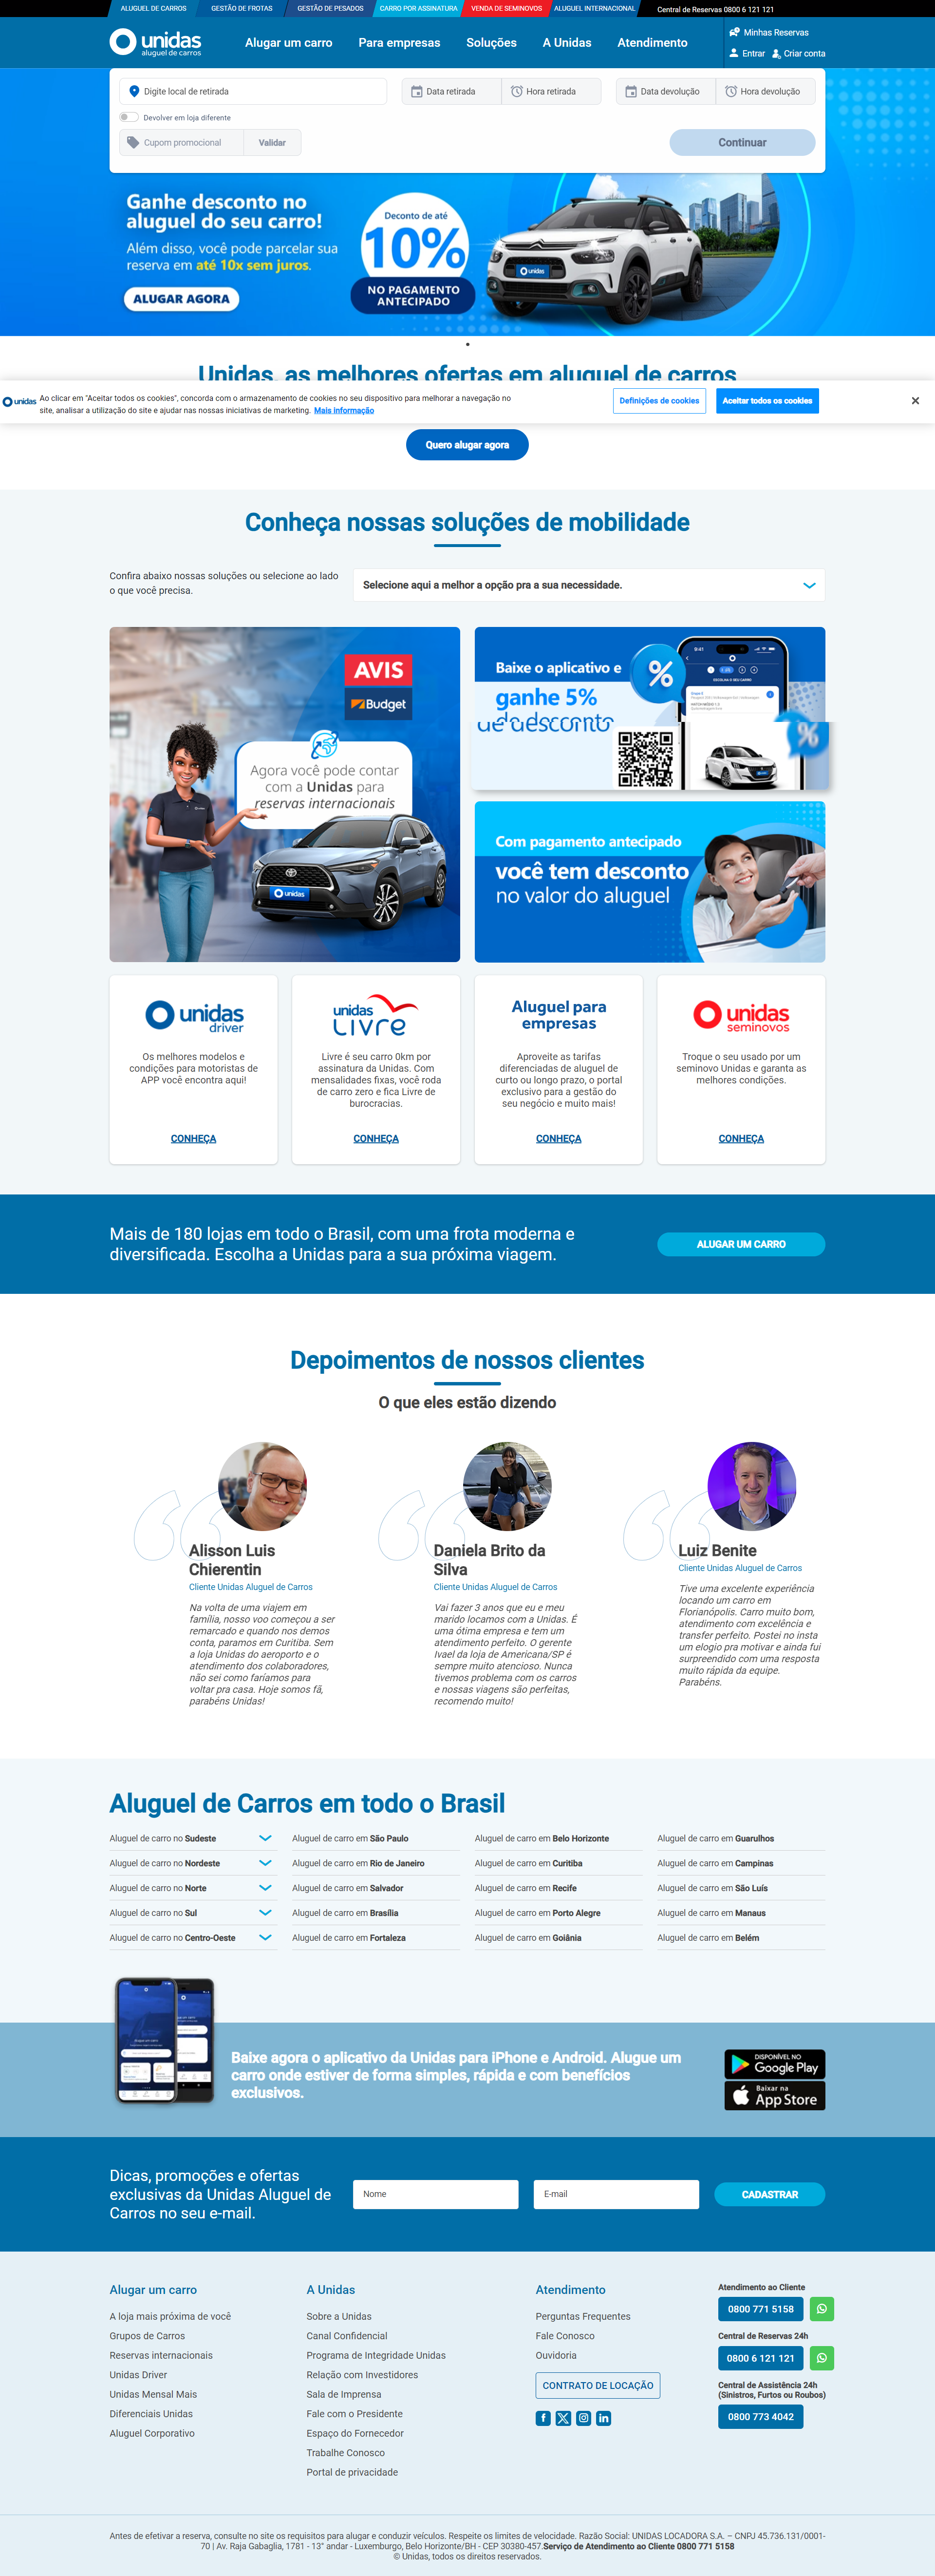 ALUGUEL DE CARROS
GESTÃO DE FROTAS
GESTÃO DE PESADOS
CARRO POR ASSINATURA
VENDA DE SEMINOVOS
ALUGUEL INTERNACIONAL
Central de Reservas 0800 6 121 121
unidas
aluguel de carros
Alugar um carro
Para empresas
Soluções
A Unidas
Atendimento
Minhas Reservas
Entrar
Criar conta
Digite local de retirada
Data retirada
Hora retirada
Data devolução
Hora devolução
Devolver em loja diferente
Cupom promocional
Validar
Continuar
Ganhe desconto no
aluguel do seu carro!
Além disso, você pode parcelar sua
reserva em até 10x sem juros.
ALUGAR AGORA
Deconto de até
10%
NO PAGAMENTO
ANTECIPADO
unidas
Unidas, as melhores ofertas em aluguel de carros
unidas
Ao clicar em "Aceitar todos os cookies", concorda com o armazenamento de cookies no seu dispositivo para melhorar a navegação no
site, analisar a utilização do site e ajudar nas nossas iniciativas de marketing. Mais informação
Definições de cookies
Aceitar todos os cookies
Quero alugar agora
Conheça nossas soluções de mobilidade
Confira abaixo nossas soluções ou selecione ao lado
o que você precisa.
Selecione aqui a melhor a opção pra a sua necessidade.
AVIS
Budget
Agora você pode contar
com a Unidas para
reservas internacionais
unidas
Baixe o aplicativo e
ganhe 5%
de desconto
%
9:41
%
Com pagamento antecipado
você tem desconto
no valor do aluguel
unidas
driver
Os melhores modelos e
condições para motoristas de
APP você encontra aqui!
CONHEÇA
unidas
LIVRE
Livre é seu carro 0km por
assinatura da Unidas. Com
mensalidades fixas, você roda
de carro zero e fica Livre de
burocracias.
CONHEÇA
Aluguel para
empresas
Aproveite as tarifas
diferenciadas de aluguel de
curto ou longo prazo, o portal
exclusivo para a gestão do
seu negócio e muito mais!
CONHEÇA
unidas
seminovos
Troque o seu usado por um
seminovo Unidas e garanta as
melhores condições.
CONHEÇA
Mais de 180 lojas em todo o Brasil, com uma frota moderna e
diversificada. Escolha a Unidas para a sua próxima viagem.
ALUGAR UM CARRO
Depoimentos de nossos clientes
O que eles estão dizendo
Alisson Luis
Chierentin
Cliente Unidas Aluguel de Carros
Na volta de uma viajem em
família, nosso voo começou a ser
remarcado e quando nos demos
conta, paramos em Curitiba. Sem
a loja Unidas do aeroporto e o
atendimento dos colaboradores,
não sei como faríamos para
voltar pra casa. Hoje somos fã,
parabéns Unidas!
Daniela Brito da
Silva
Cliente Unidas Aluguel de Carros
Vai fazer 3 anos que eu e meu
marido locamos com a Unidas. É
uma ótima empresa e tem um
atendimento perfeito. O gerente
Ivael da loja de Americana/SP é
sempre muito atencioso. Nunca
tivemos problema com os carros
e nossas viagens são perfeitas,
recomendo muito!
Luiz Benite
Cliente Unidas Aluguel de Carros
Tive uma excelente experiência
locando um carro em
Florianópolis. Carro muito bom,
atendimento com excelência e
transfer perfeito. Postei no insta
um elogio pra motivar e ainda fui
surpreendido com uma resposta
muito rápida da equipe.
Parabéns.
Aluguel de Carros em todo o Brasil
Aluguel de carro no Sudeste
Aluguel de carro em São Paulo
Aluguel de carro em Belo Horizonte
Aluguel de carro em Guarulhos
Aluguel de carro no Nordeste
Aluguel de carro em Rio de Janeiro
Aluguel de carro em Curitiba
Aluguel de carro em Campinas
Aluguel de carro no Norte
Aluguel de carro em Salvador
Aluguel de carro em Recife
Aluguel de carro em São Luís
Aluguel de carro no Sul
Aluguel de carro em Brasília
Aluguel de carro em Porto Alegre
Aluguel de carro em Manaus
Aluguel de carro no Centro-Oeste
Aluguel de carro em Fortaleza
Aluguel de carro em Goiânia
Aluguel de carro em Belém
Baixe agora o aplicativo da Unidas para iPhone e Android. Alugue um
carro onde estiver de forma simples, rápida e com benefícios
exclusivos.
DISPONÍVEL NO
Google Play
Baixar na
App Store
Dicas, promoções e ofertas
exclusivas da Unidas Aluguel de
Carros no seu e-mail.
Nome
E-mail
CADASTRAR
Alugar um carro
A loja mais próxima de você
Grupos de Carros
Reservas internacionais
Unidas Driver
Unidas Mensal Mais
Diferenciais Unidas
Aluguel Corporativo
A Unidas
Sobre a Unidas
Canal Confidencial
Programa de Integridade Unidas
Relação com Investidores
Sala de Imprensa
Fale com o Presidente
Espaço do Fornecedor
Trabalhe Conosco
Portal de privacidade
Atendimento
Perguntas Frequentes
Fale Conosco
Ouvidoria
CONTRATO DE LOCAÇÃO
Atendimento ao Cliente
0800 771 5158
Central de Reservas 24h
0800 6 121 121
Central de Assistência 24h
(Sinistros, Furtos ou Roubos)
0800 773 4042
Antes de efetivar a reserva, consulte no site os requisitos para alugar e conduzir veículos. Respeite os limites de velocidade. Razão Social: UNIDAS LOCADORA S.A. – CNPJ 45.736.131/0001-
70 | Av. Raja Gabaglia, 1781 - 13° andar - Luxemburgo, Belo Horizonte/BH - CEP 30380-457.Serviço de Atendimento ao Cliente 0800 771 5158
© Unidas, todos os direitos reservados.